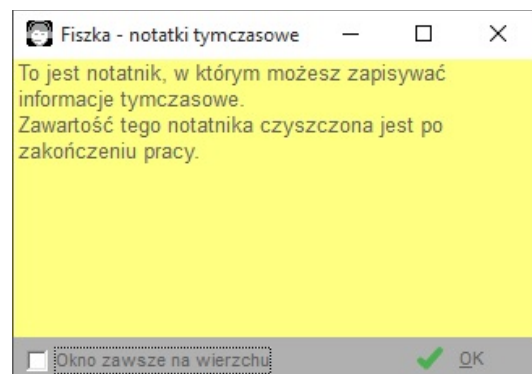 Fiszka - notatki tymczasowe
To jest notatnik, w którym możesz zapisywać
informacje tymczasowe.
Zawartość tego notatnika czyszczona jest po
zakończeniu pracy.
Okno zawsze na wierzchu
OK